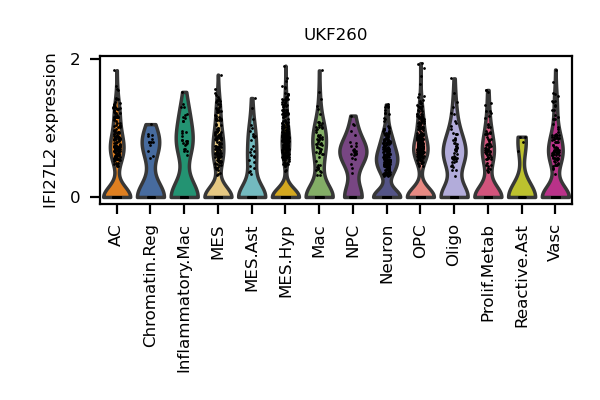 UKF260
IFI27L2 expression
2
0
AC
Chromatin.Reg
Inflammatory.Mac
MES
MES.Ast
MES.Hyp
Mac
NPC
Neuron
OPC
Oligo
Prolif.Metab
Reactive.Ast
Vasc